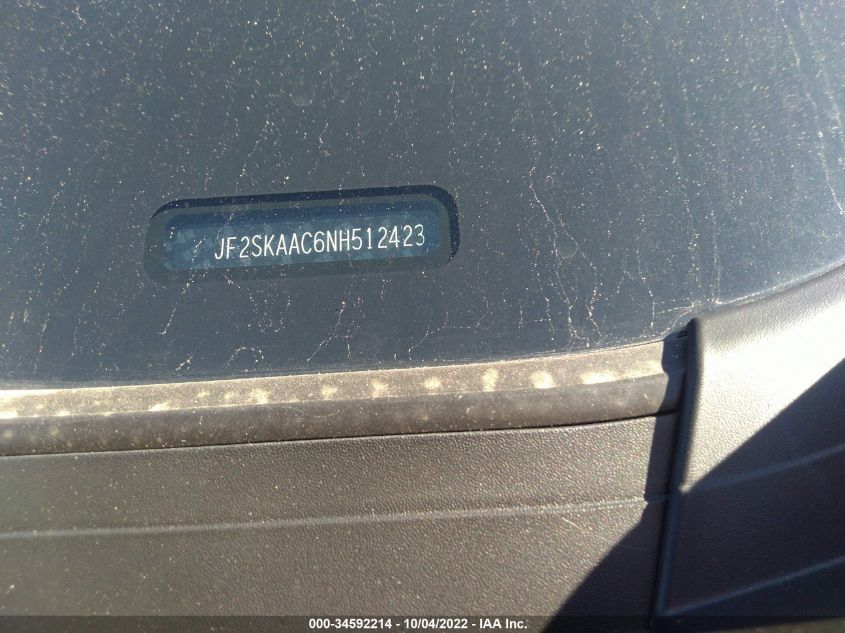 JF2SKAAC6NH512423
000-34592214 - 10/04/2022 - IAA Inc.